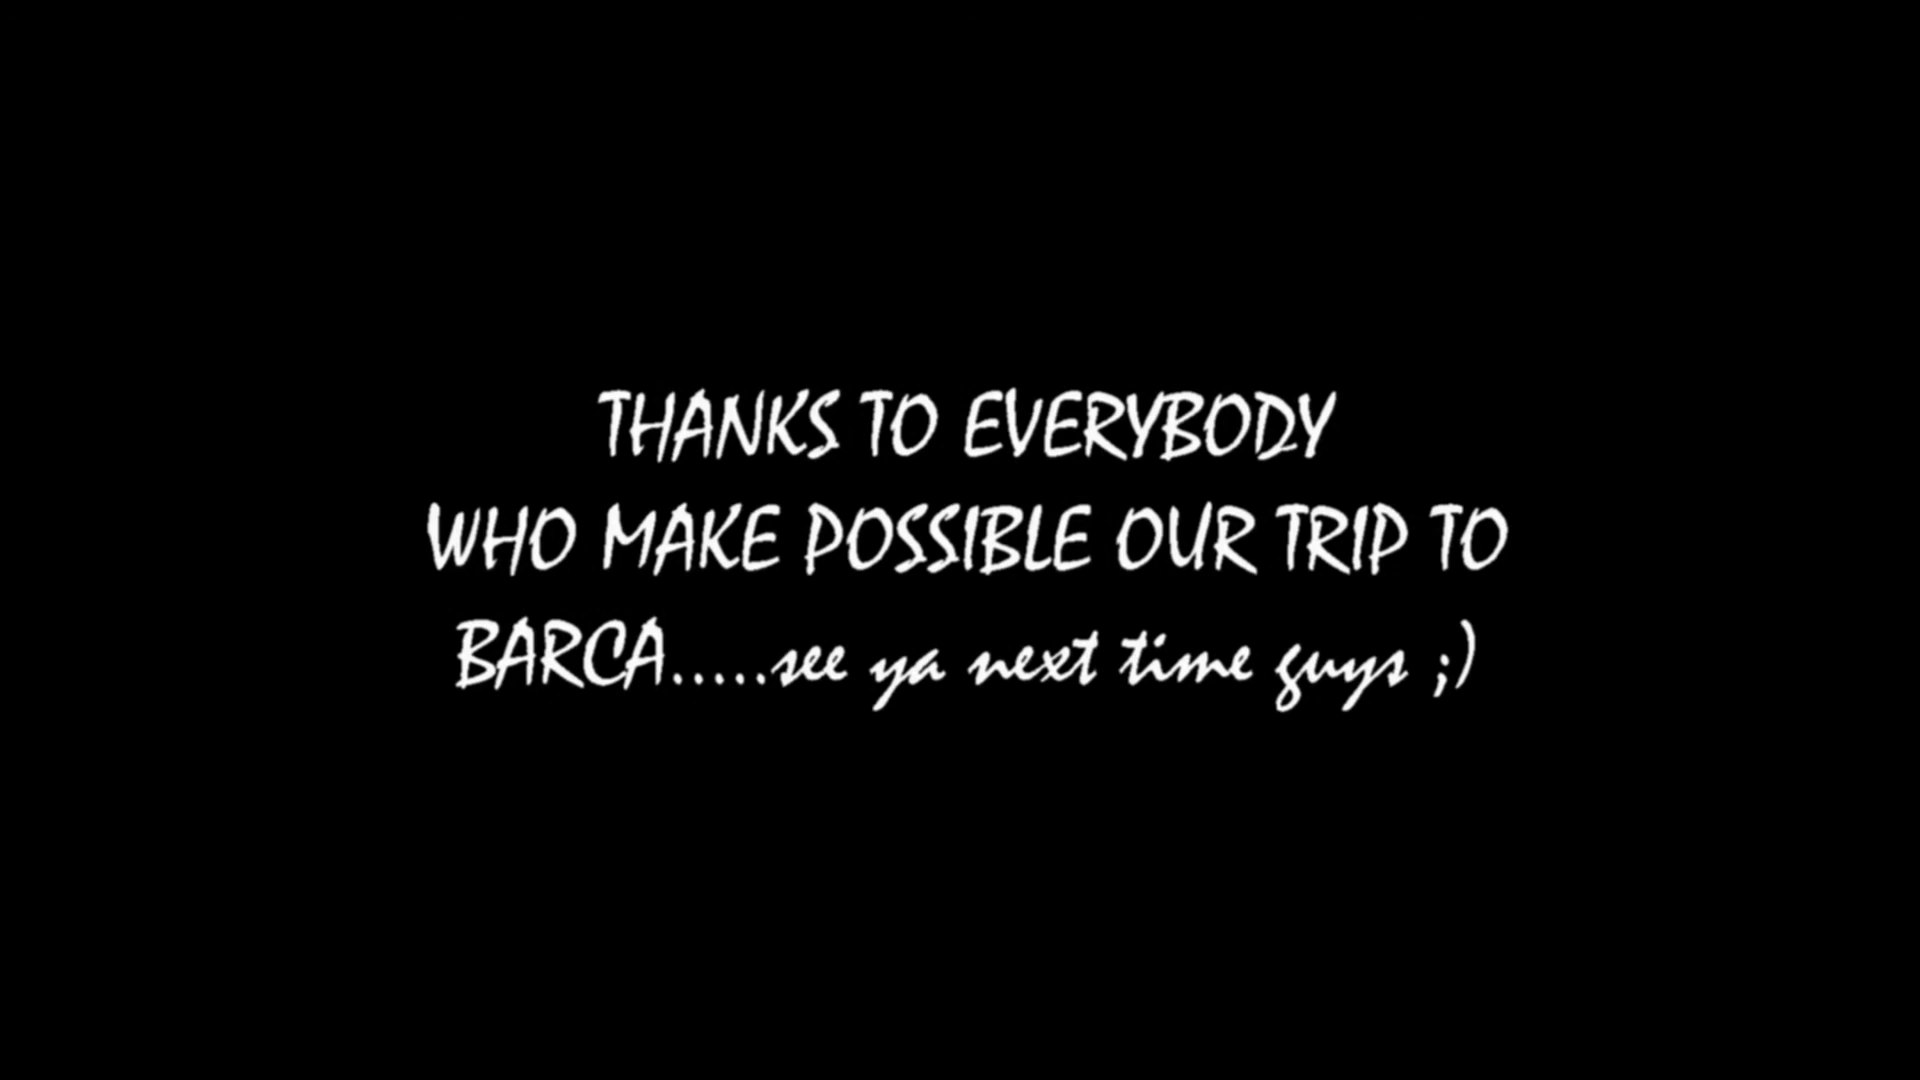 THANKS TO EVERYBODY
WHO MAKE POSSIBLE OUR TRIP TO
BARCA.....see ya next time guys ;)